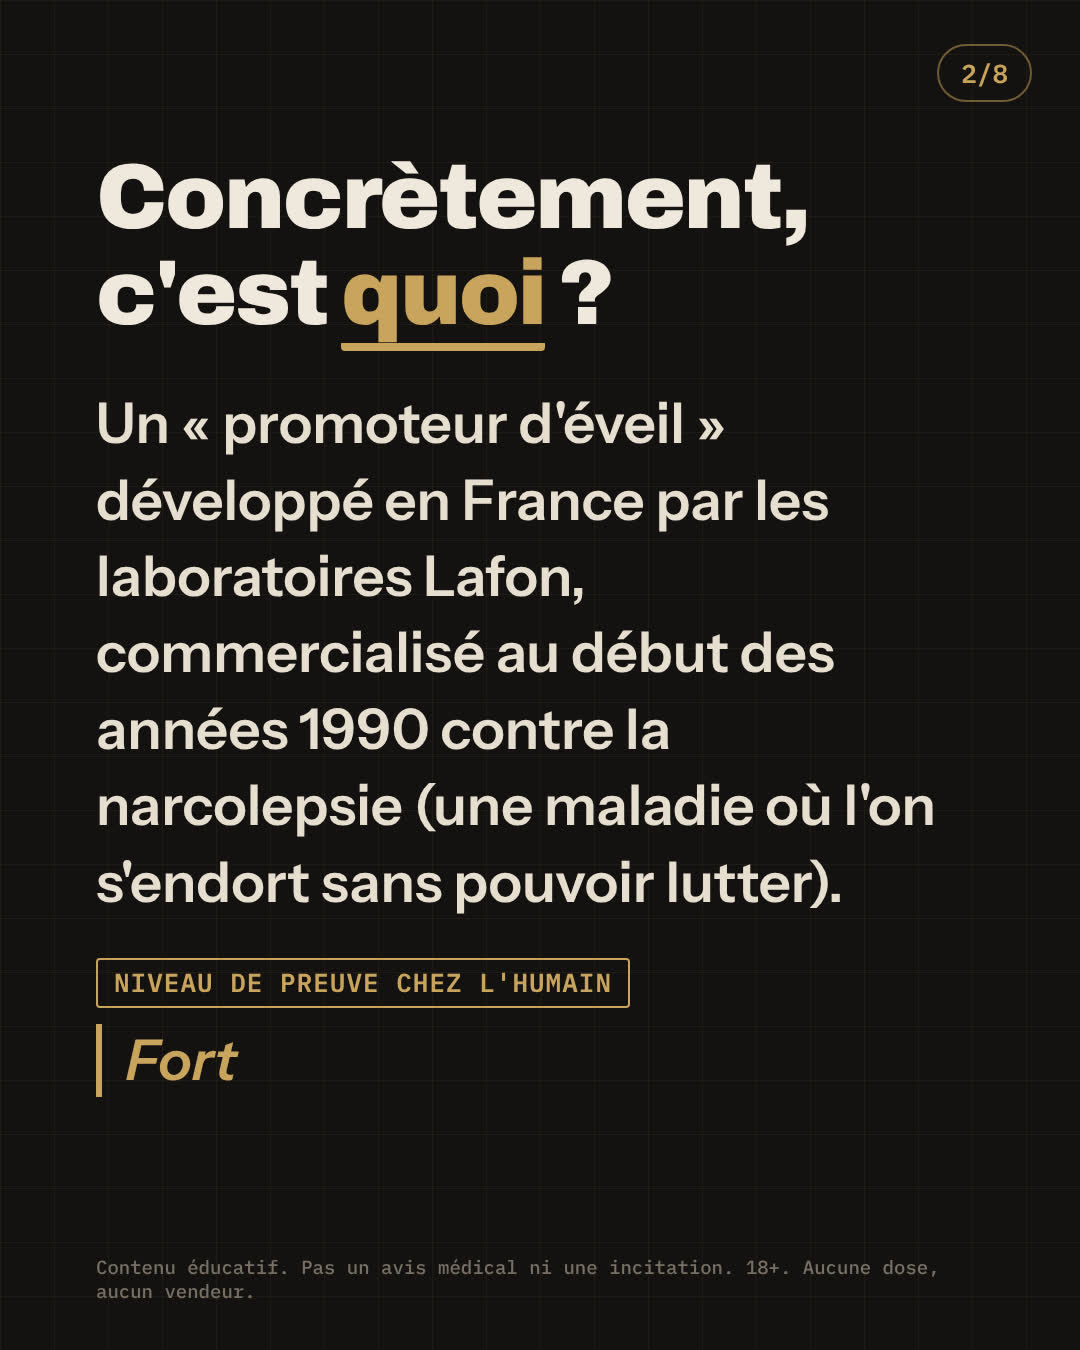 2/8
Concrètement,
c'est quoi ?
Un « promoteur d'éveil »
développé en France par les
laboratoires Lafon,
commercialisé au début des
années 1990 contre la
narcolepsie (une maladie où l'on
s'endort sans pouvoir lutter).
NIVEAU DE PREUVE CHEZ L'HUMAIN
Fort
Contenu éducatif. Pas un avis médical ni une incitation. 18+. Aucune dose,
aucun vendeur.